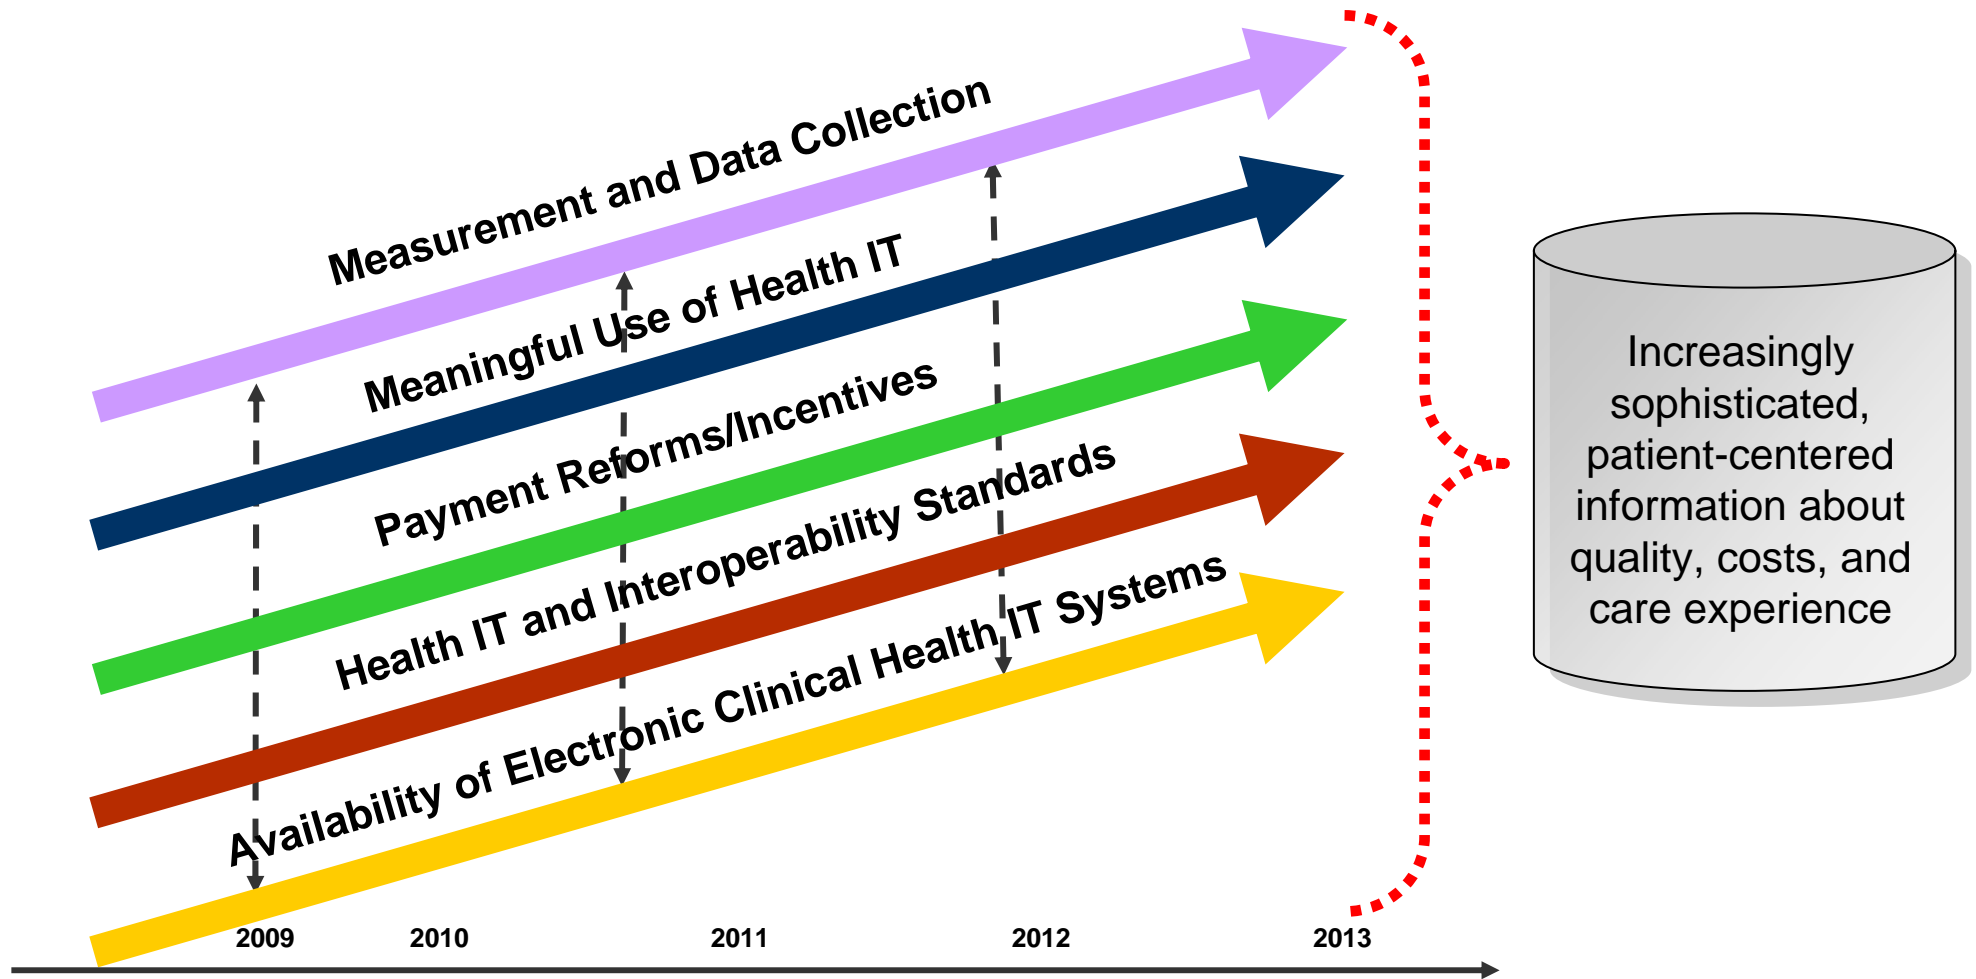 Measurement and Data Collection
Meaningful Use of Health IT
Payment Reforms/Incentives
Health IT and Interoperability Standards
Availability of Electronic Clinical Health IT Systems
2009
2010
2011
2012
2013
Increasingly
sophisticated,
patient-centered
information about
quality, costs, and
care experience